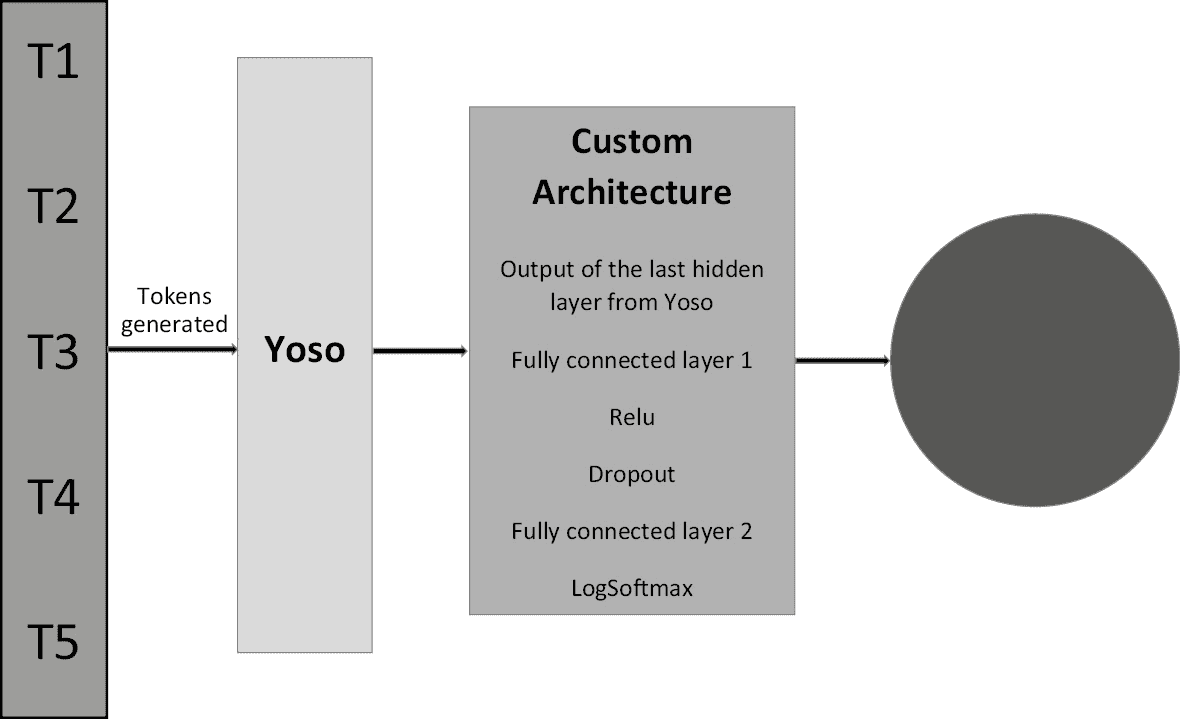 T1
T2
T3
T4
T5
Tokens
generated
Yoso
Custom
Architecture
Output of the last hidden
layer from Yoso
Fully connected layer 1
Relu
Dropout
Fully connected layer 2
LogSoftmax